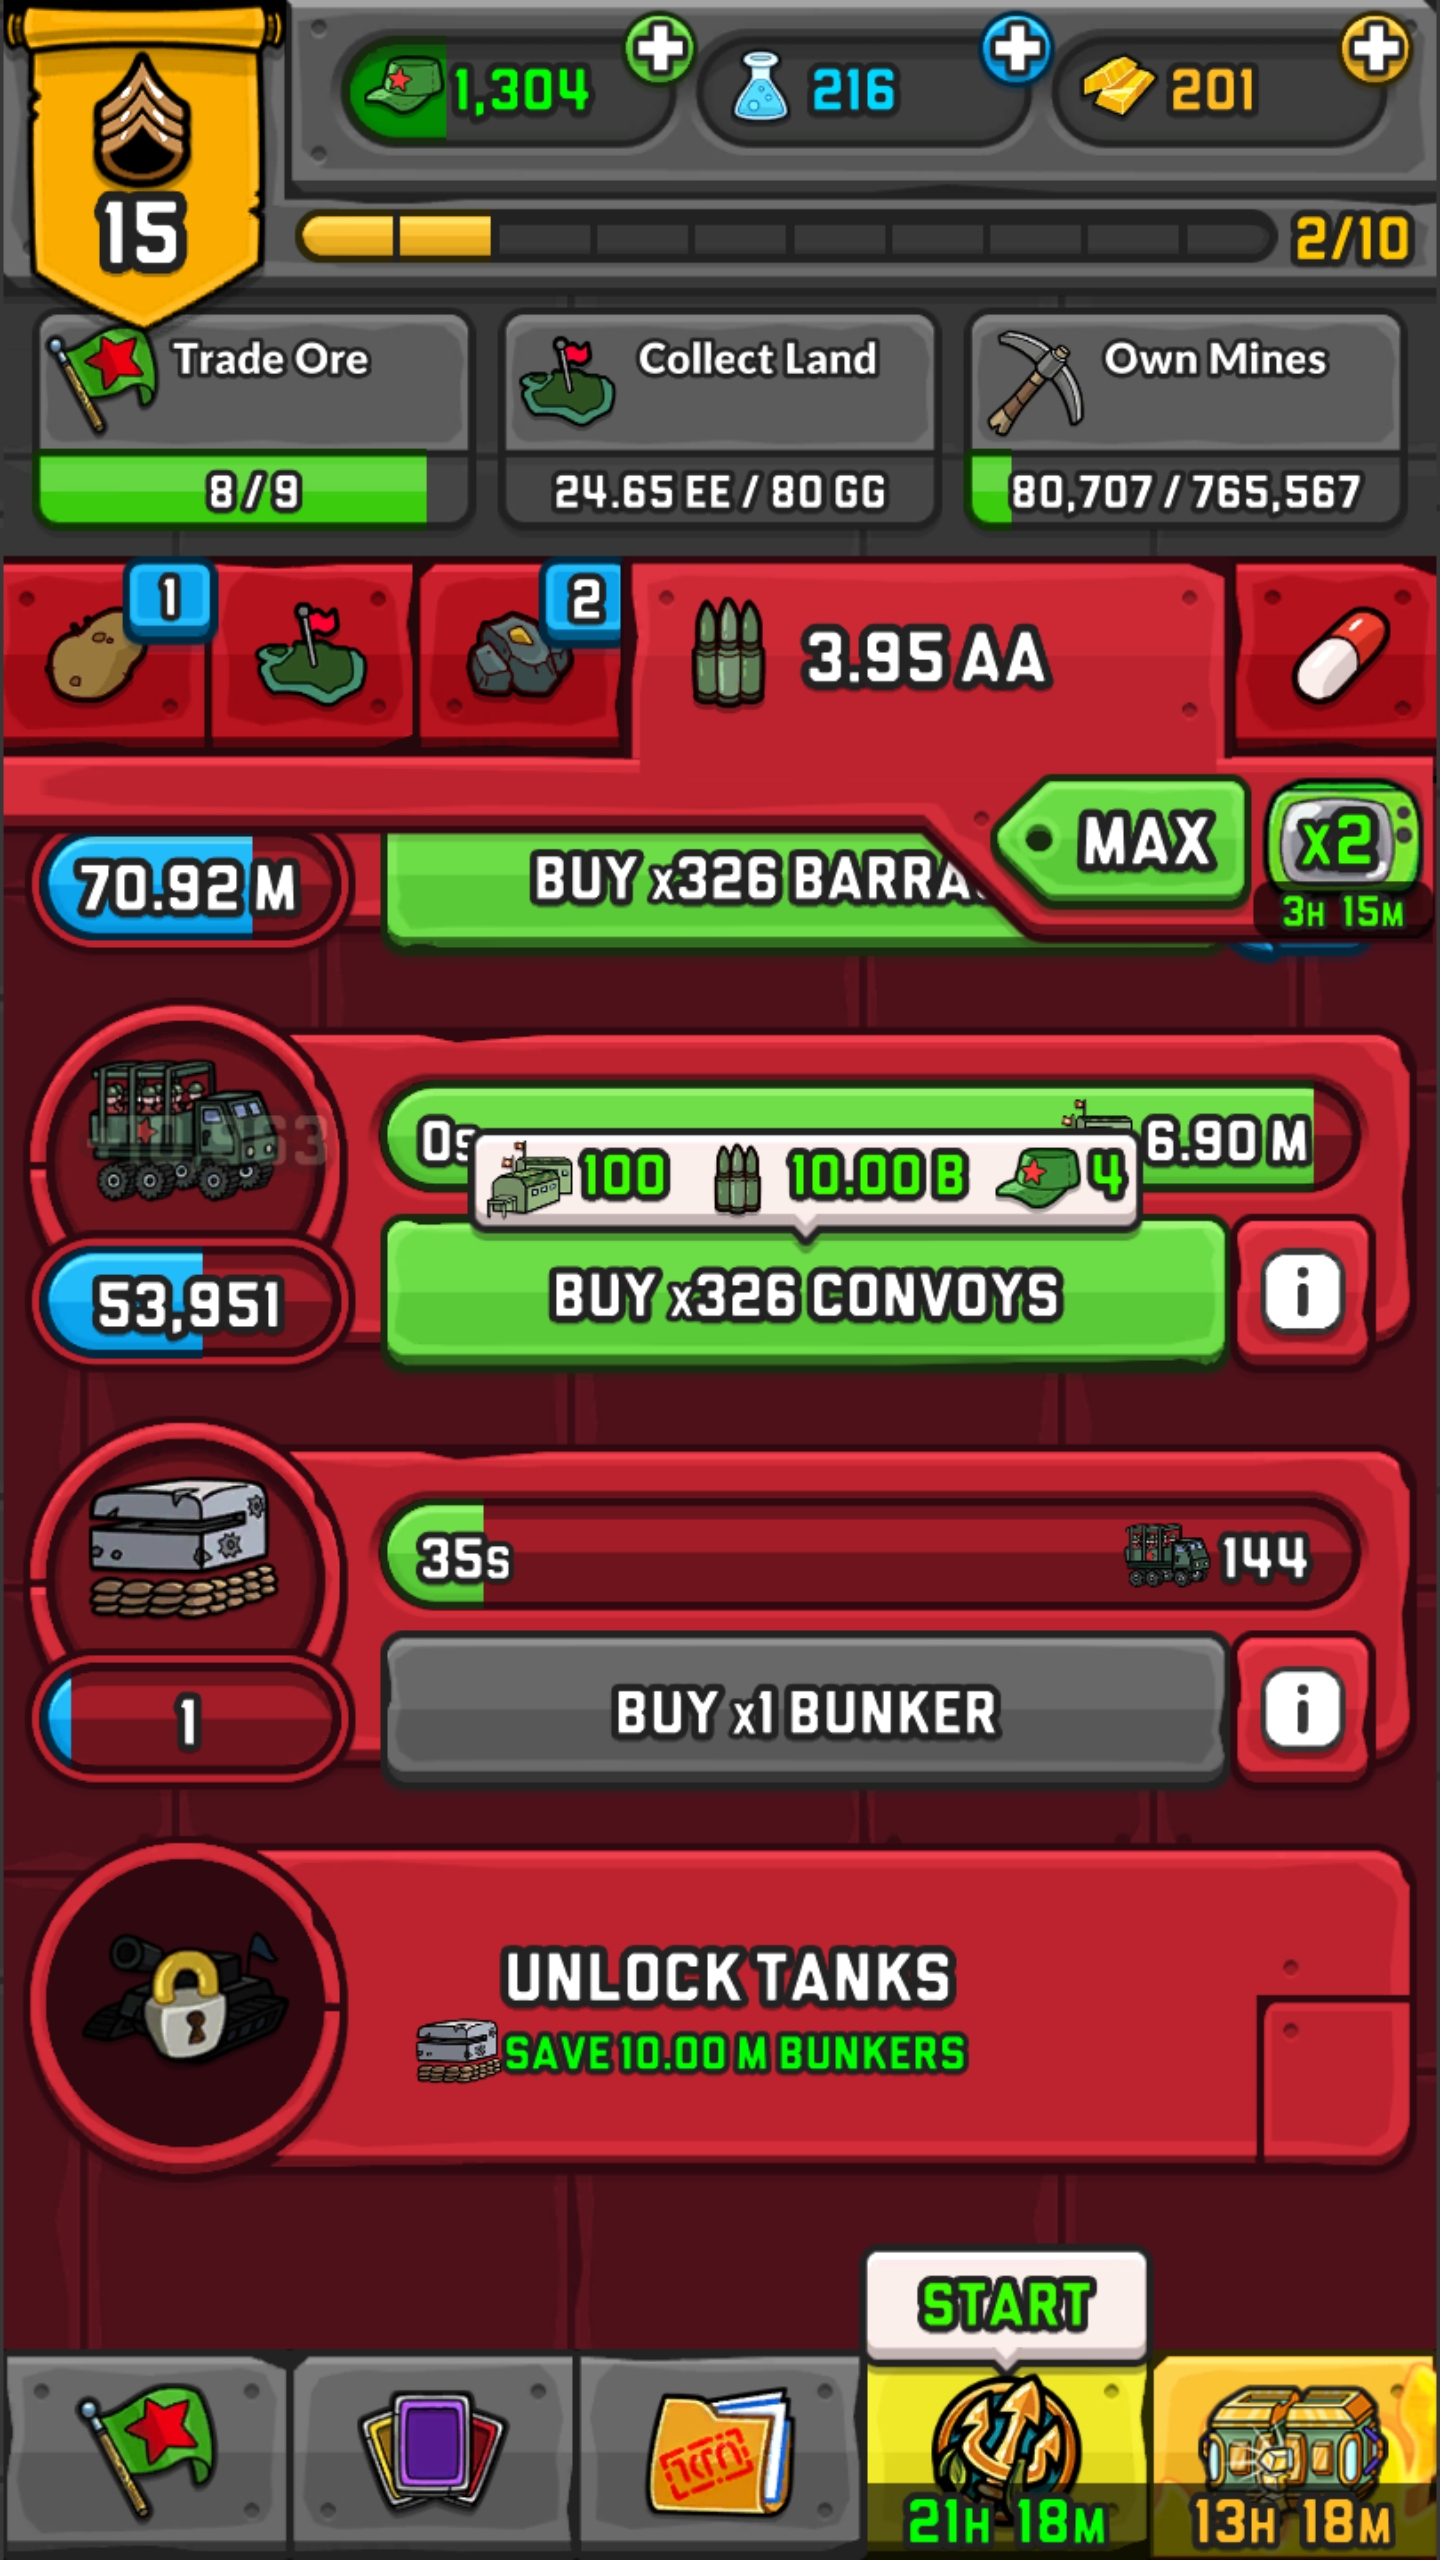 1,304
216
201
15
2/10
Trade Ore
Collect Land
Own Mines
8/9
24.65 EE / 80 GG
80,707 / 765,567
1
2
3.95 AA
MAX
x2
3H 15M
70.92 M
BUY x326
0s
6.90 M
100
10.00 B
4
53,951
BUY x326 CONVOYS
i
35s
144
1
BUY x1 BUNKER
i
UNLOCK TANKS
SAVE 10.00 M BUNKERS
START
21H 18M
13H 18M